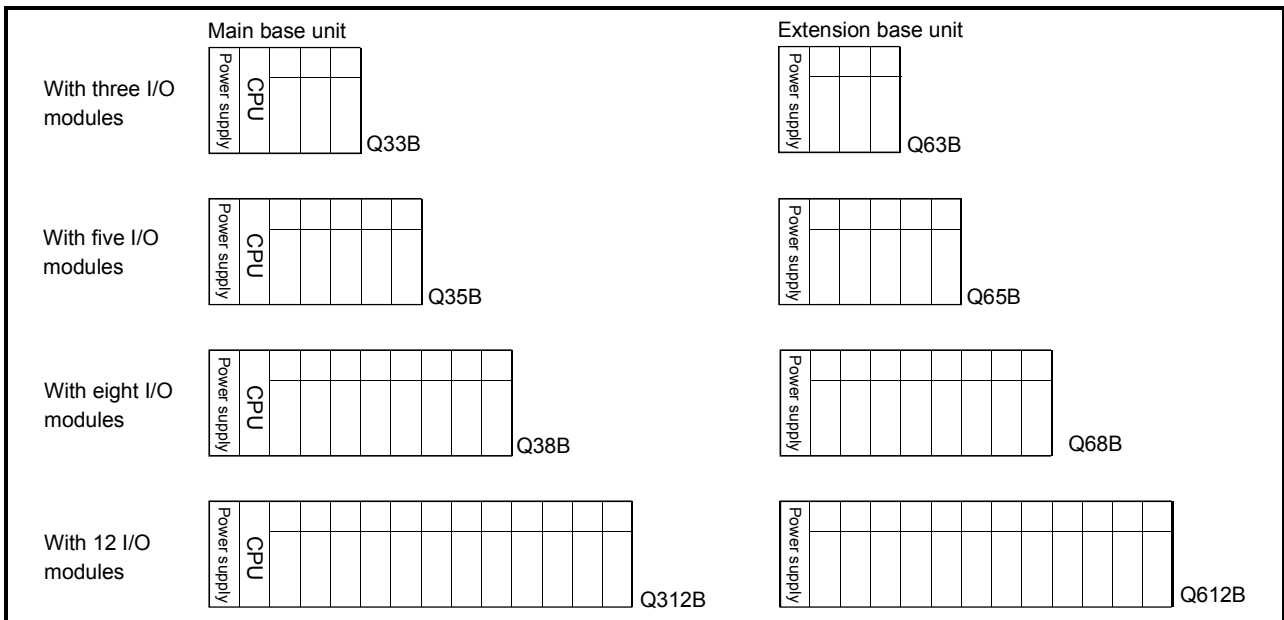 Main base unit
Extension base unit
With three I/O
modules
Power supply
CPU
Q33B
Power supply
Q63B
With five I/O
modules
Power supply
CPU
Q35B
Power supply
Q65B
With eight I/O
modules
Power supply
CPU
Q38B
Power supply
Q68B
With 12 I/O
modules
Power supply
CPU
Q312B
Power supply
Q612B